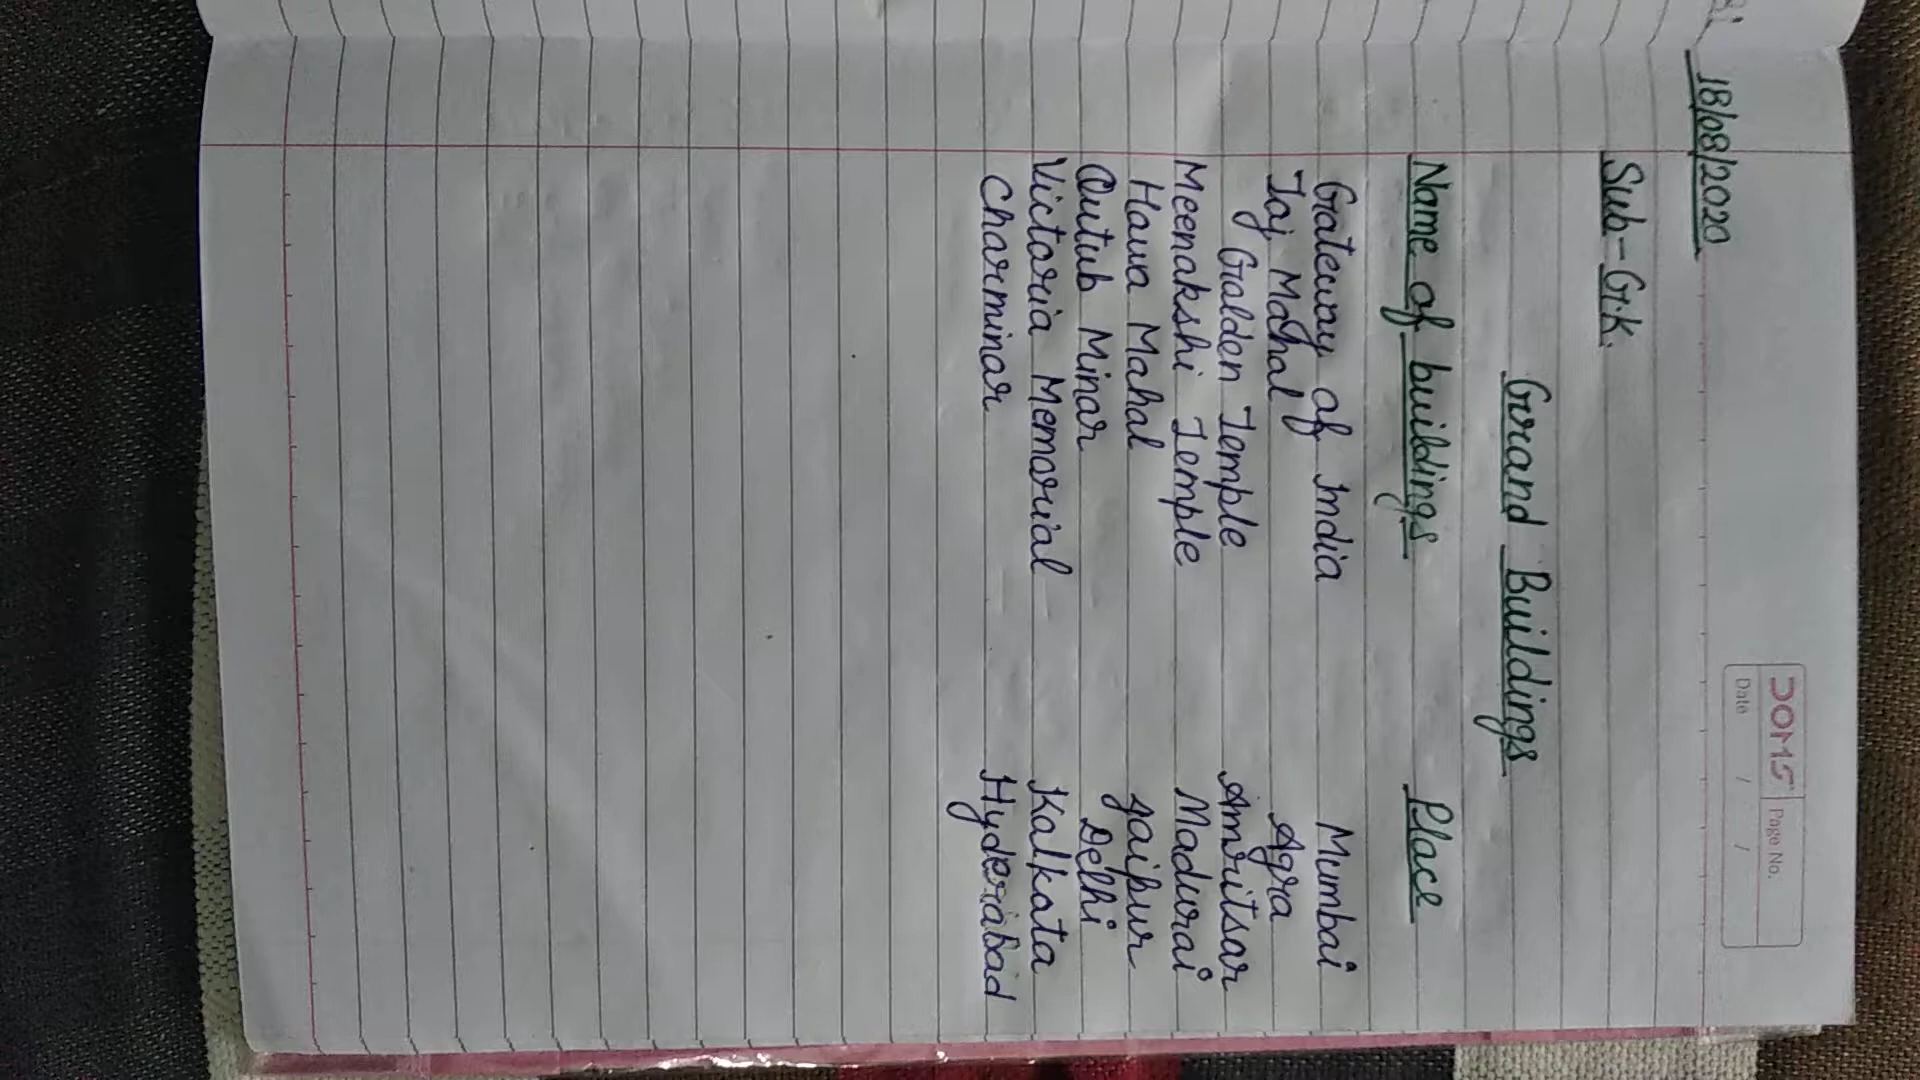 DOMS Page No.
Date / /
18/08/2020
Sub-G.K.
Grand Buildings
Name of buildings Place
Gateway of India Mumbai
Taj Mahal Agra
Golden Temple Amritsar
Meenakshi Temple Madurai
Hawa Mahal Jaipur
Qutub Minar Delhi
Victoria Memorial Kolkata
Charminar Hyderabad